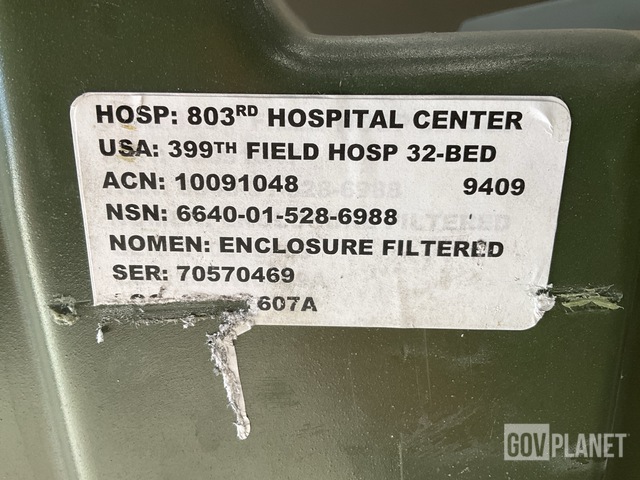 HOSP: 803RD HOSPITAL CENTER
USA: 399TH FIELD HOSP 32-BED
ACN: 10091048 9409
NSN: 6640-01-528-6988
NOMEN: ENCLOSURE FILTERED
SER: 70570469
607A
GOVPLANET